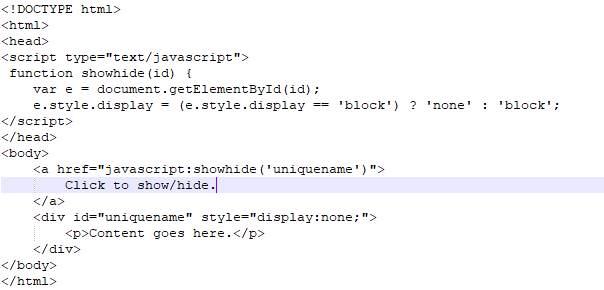 <!DOCTYPE html>
<html>
<head>
<script type="text/javascript">
 function showhide(id) {
    var e = document.getElementById(id);
    e.style.display = (e.style.display == 'block') ? 'none' : 'block';
</script>
</head>
<body>
    <a href="javascript:showhide('uniquename')">
        Click to show/hide.
    </a>
    <div id="uniquename" style="display:none;">
        <p>Content goes here.</p>
    </div>
</body>
</html>